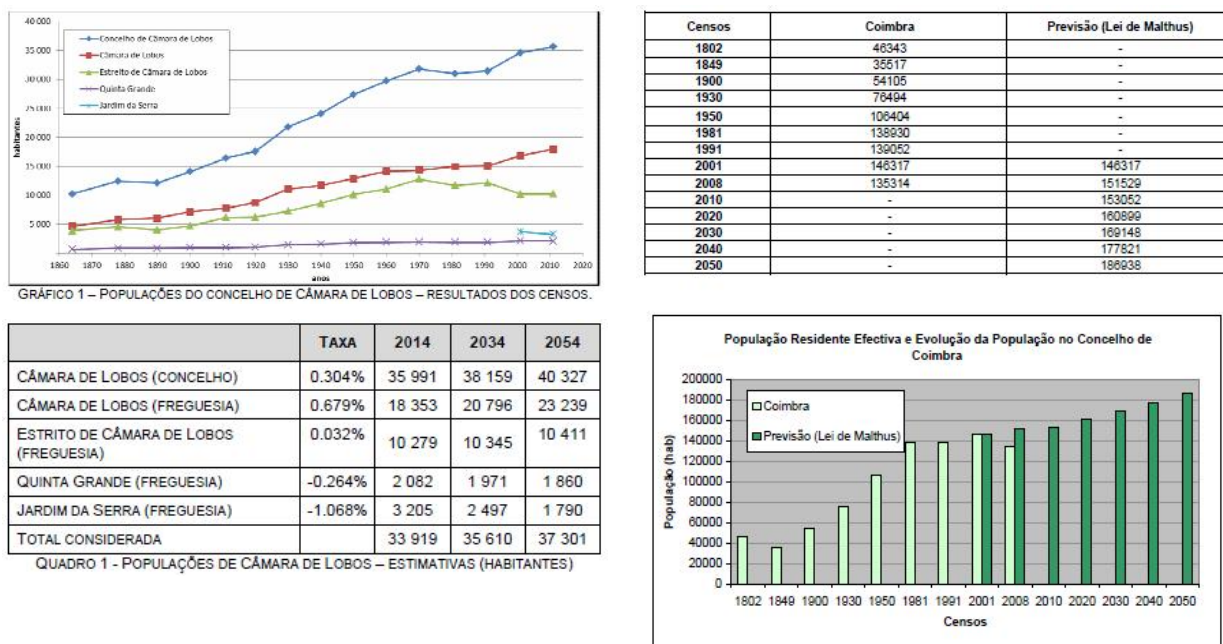 40 000
35 000
30 000
25 000
20 000
15 000
10 000
5 000
habitantes
Concelho de Câmara de Lobos
Câmara de Lobos
Estreito de Câmara de Lobos
Quinta Grande
Jardim da Serra
1860 1870 1880 1890 1900 1910 1920 1930 1940 1950 1960 1970 1980 1990 2000 2010 2020
anos
GRÁFICO 1 – POPULAÇÕES DO CONCELHO DE CÂMARA DE LOBOS – RESULTADOS DOS CENSOS.
TAXA 2014 2034 2054
CÂMARA DE LOBOS (CONCELHO) 0.304% 35 991 38 159 40 327
CÂMARA DE LOBOS (FREGUESIA) 0.679% 18 353 20 796 23 239
ESTRITO DE CÂMARA DE LOBOS
(FREGUESIA) 0.032% 10 279 10 345 10 411
QUINTA GRANDE (FREGUESIA) -0.264% 2 082 1 971 1 860
JARDIM DA SERRA (FREGUESIA) -1.068% 3 205 2 497 1 790
TOTAL CONSIDERADA 33 919 35 610 37 301
QUADRO 1 - POPULAÇÕES DE CÂMARA DE LOBOS – ESTIMATIVAS (HABITANTES)
Censos Coimbra Previsão (Lei de Malthus)
1802 46343 -
1849 35517 -
1900 54105 -
1930 76494 -
1950 106404 -
1981 138930 -
1991 139052 -
2001 146317 146317
2008 135314 151529
2010 - 153052
2020 - 160899
2030 - 169148
2040 - 177821
2050 - 186938
População Residente Efectiva e Evolução da População no Concelho de
Coimbra
População (hab)
200000
180000
160000
140000
120000
100000
80000
60000
40000
20000
0
Coimbra
Previsão (Lei de Malthus)
1802 1849 1900 1930 1950 1981 1991 2001 2008 2010 2020 2030 2040 2050
Censos